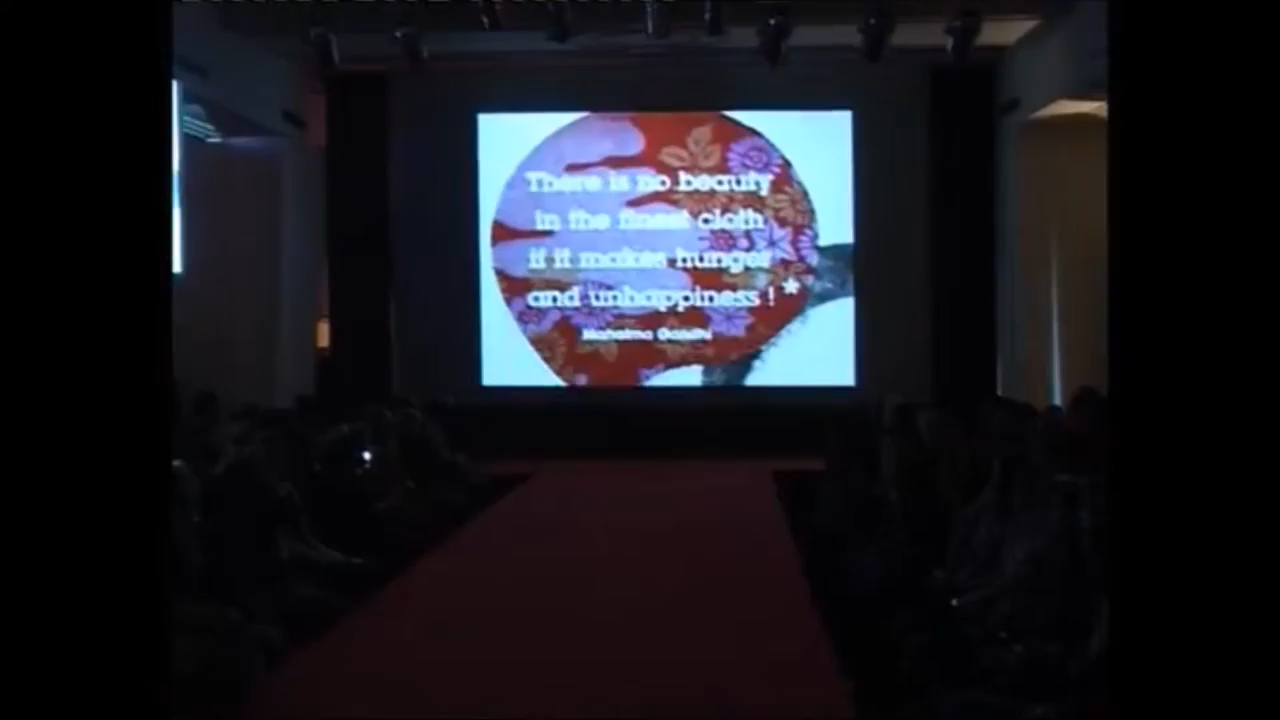 There is no beauty
in the finest cloth
if it makes hunger
and unhappiness ! *
Mahatma Gandhi